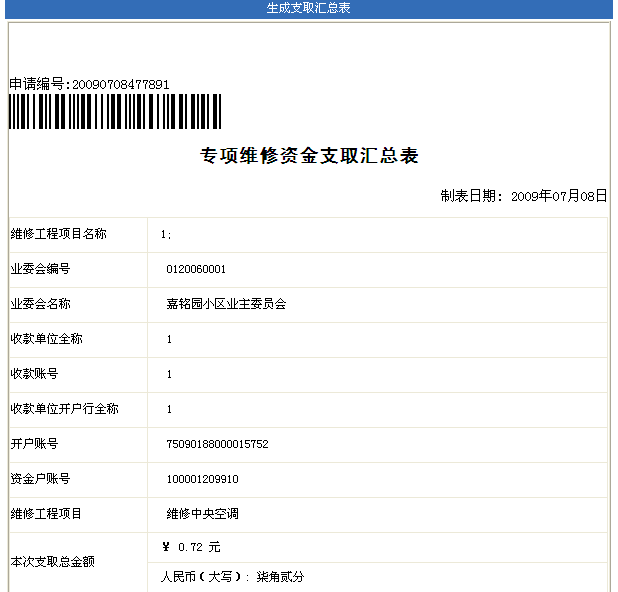 生成支取汇总表
申请编号:20090708477891
专项维修资金支取汇总表
制表日期: 2009年07月08日
维修工程项目名称 1;
业委会编号 0120060001
业委会名称 嘉铭园小区业主委员会
收款单位全称 1
收款账号 1
收款单位开户行全称 1
开户账号 75090188000015752
资金户账号 100001209910
维修工程项目 维修中央空调
本次支取总金额 ¥ 0.72 元
人民币(大写): 柒角贰分